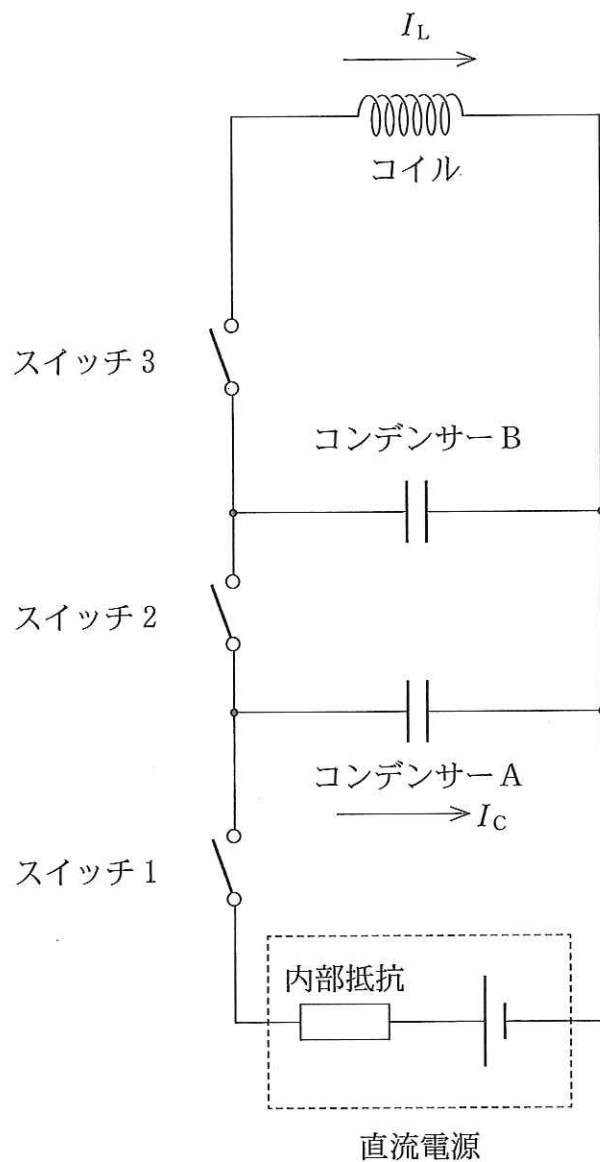 I_L
コイル
スイッチ 3
コンデンサー B
スイッチ 2
コンデンサー A
I_C
スイッチ 1
内部抵抗
直流電源